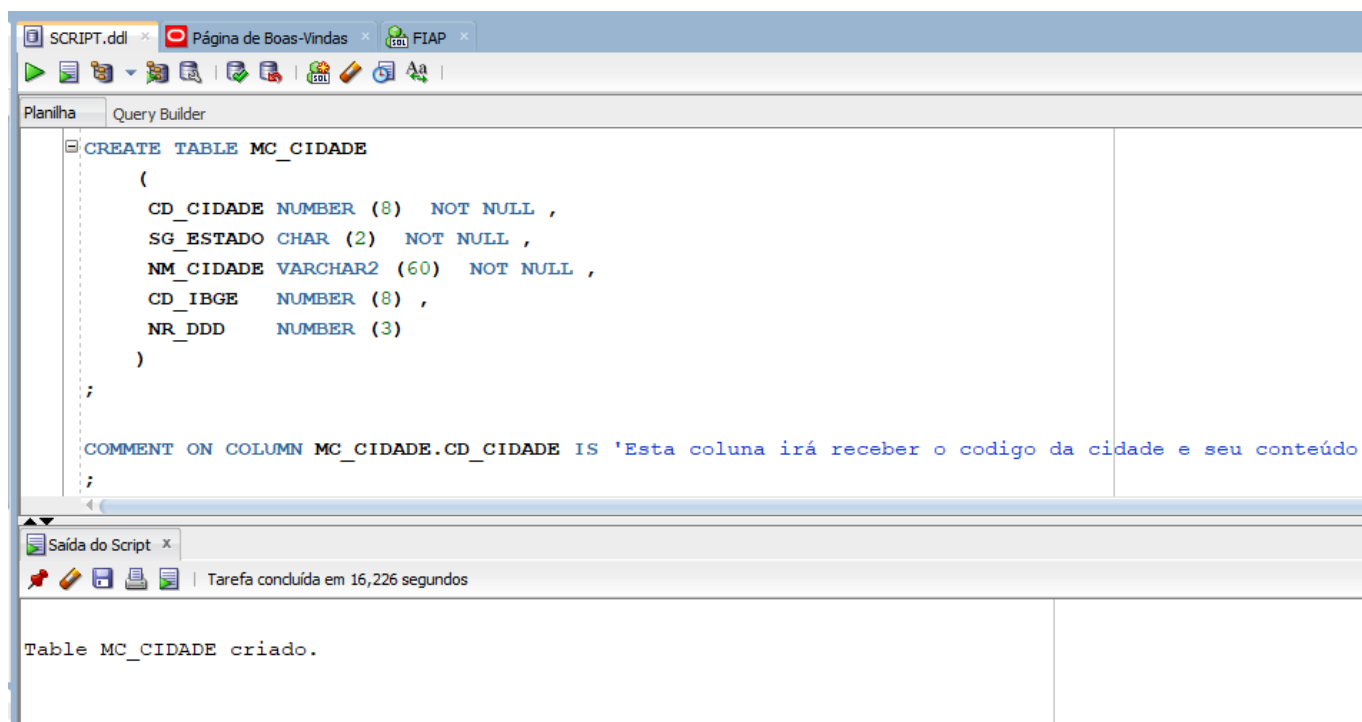 SCRIPT.ddl × Página de Boas-Vindas × FIAP ×
Planilha Query Builder
CREATE TABLE MC_CIDADE
(
CD_CIDADE NUMBER (8) NOT NULL ,
SG_ESTADO CHAR (2) NOT NULL ,
NM_CIDADE VARCHAR2 (60) NOT NULL ,
CD_IBGE NUMBER (8) ,
NR_DDD NUMBER (3)
)
;
COMMENT ON COLUMN MC_CIDADE.CD_CIDADE IS 'Esta coluna irá receber o codigo da cidade e seu conteúdo
;
Saída do Script x
Tarefa concluída em 16,226 segundos
Table MC_CIDADE criado.